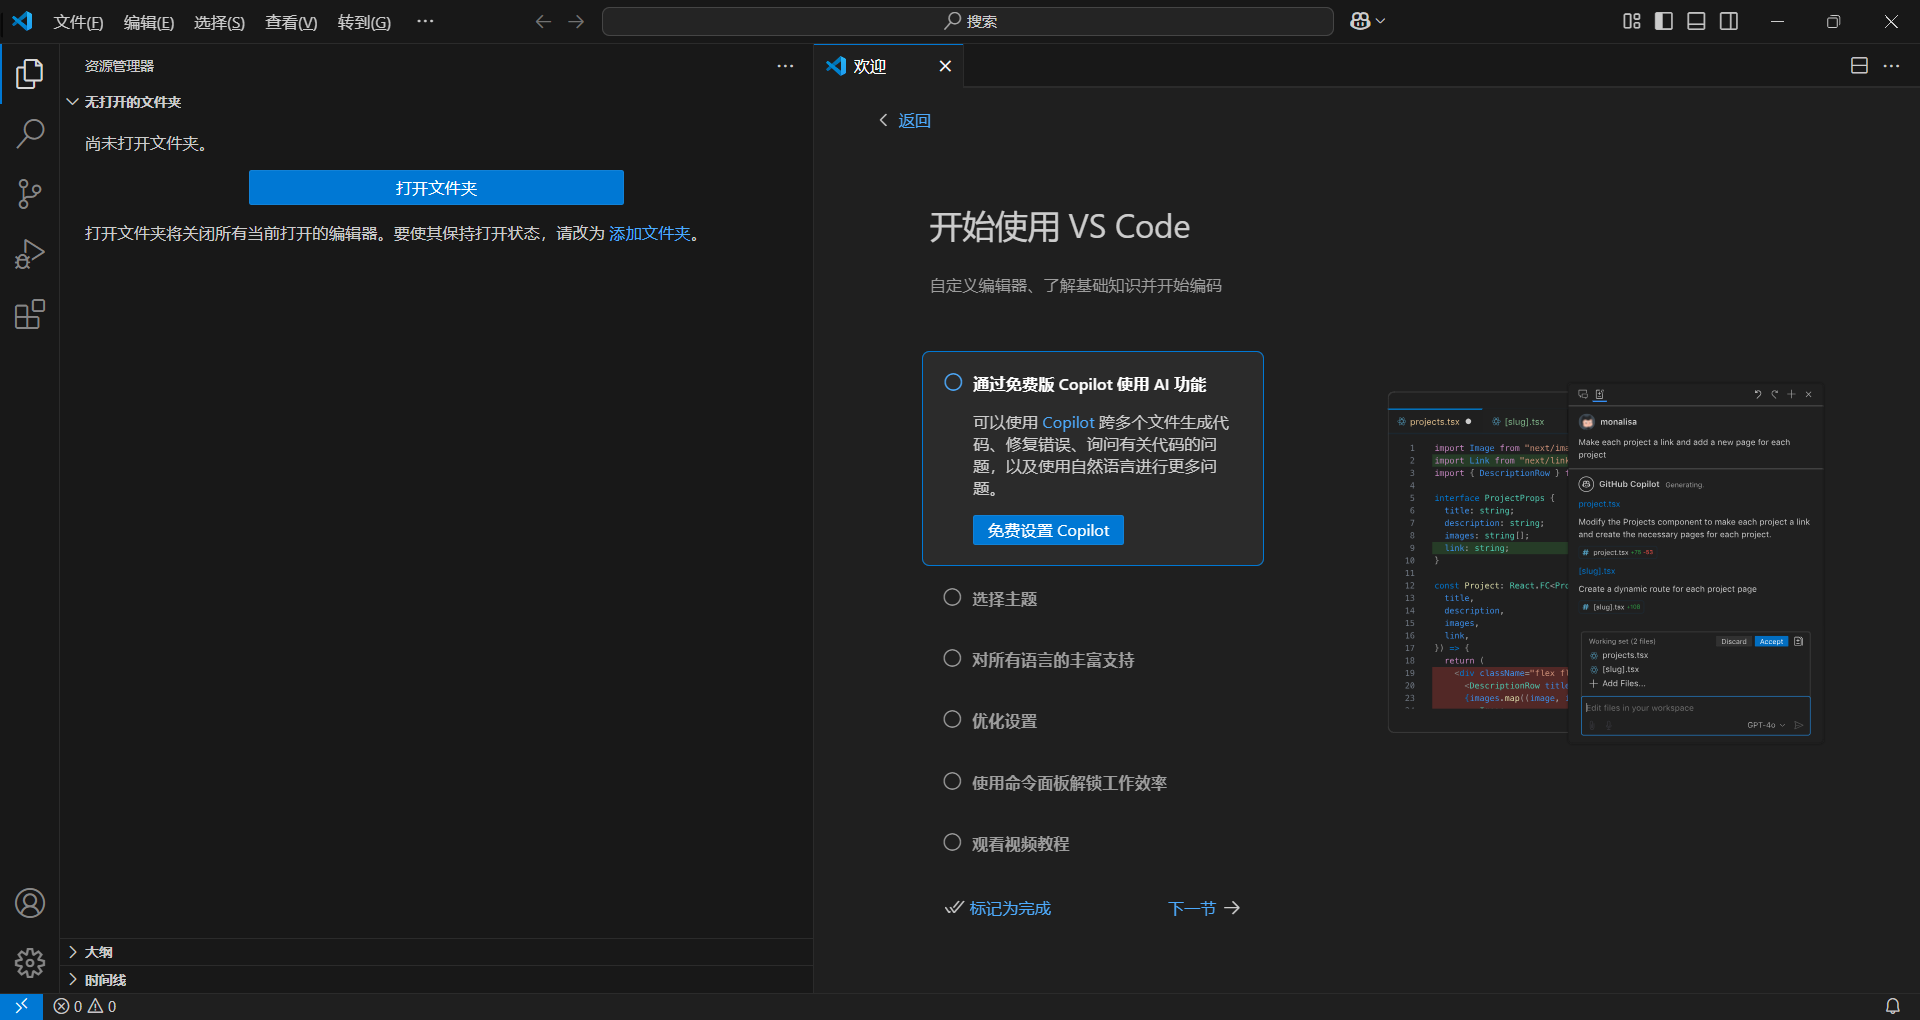 文件(F) 编辑(E) 选择(S) 查看(V) 转到(G) ··· 搜索
资源管理器 ···
无打开的文件夹
尚未打开文件夹。
打开文件夹
打开文件夹将关闭所有当前打开的编辑器。要使其保持打开状态，请改为 添加文件夹。
大纲
时间线
0 0
欢迎
返回
开始使用 VS Code
自定义编辑器、了解基础知识并开始编码
通过免费版 Copilot 使用 AI 功能
可以使用 Copilot 跨多个文件生成代
码、修复错误、询问有关代码的问
题，以及使用自然语言进行更多问
题。
免费设置 Copilot
选择主题
对所有语言的丰富支持
优化设置
使用命令面板解锁工作效率
观看视频教程
标记为完成 下一节
projects.tsx [slug].tsx
1 import Image from "next/ima
2 import Link from "next/link
3 import { DescriptionRow }
4
5 interface ProjectProps {
6 title: string;
7 description: string;
8 images: string[];
9 link: string;
10 }
11
12 const Project: React.FC<Pro
13 title,
14 description,
15 images,
16 link,
17 }) => {
18 return (
19 <div className="flex fl
20 <DescriptionRow title
23 {images.map((image,
monalisa
Make each project a link and add a new page for each
project
GitHub Copilot Generating.
project.tsx
Modify the Projects component to make each project a link
and create the necessary pages for each project.
# project.tsx +75 -63
[slug].tsx
Create a dynamic route for each project page
# [slug].tsx +108
Working set (2 files) Discard Accept
projects.tsx
[slug].tsx
+ Add Files...
Edit files in your workspace
GPT-4o